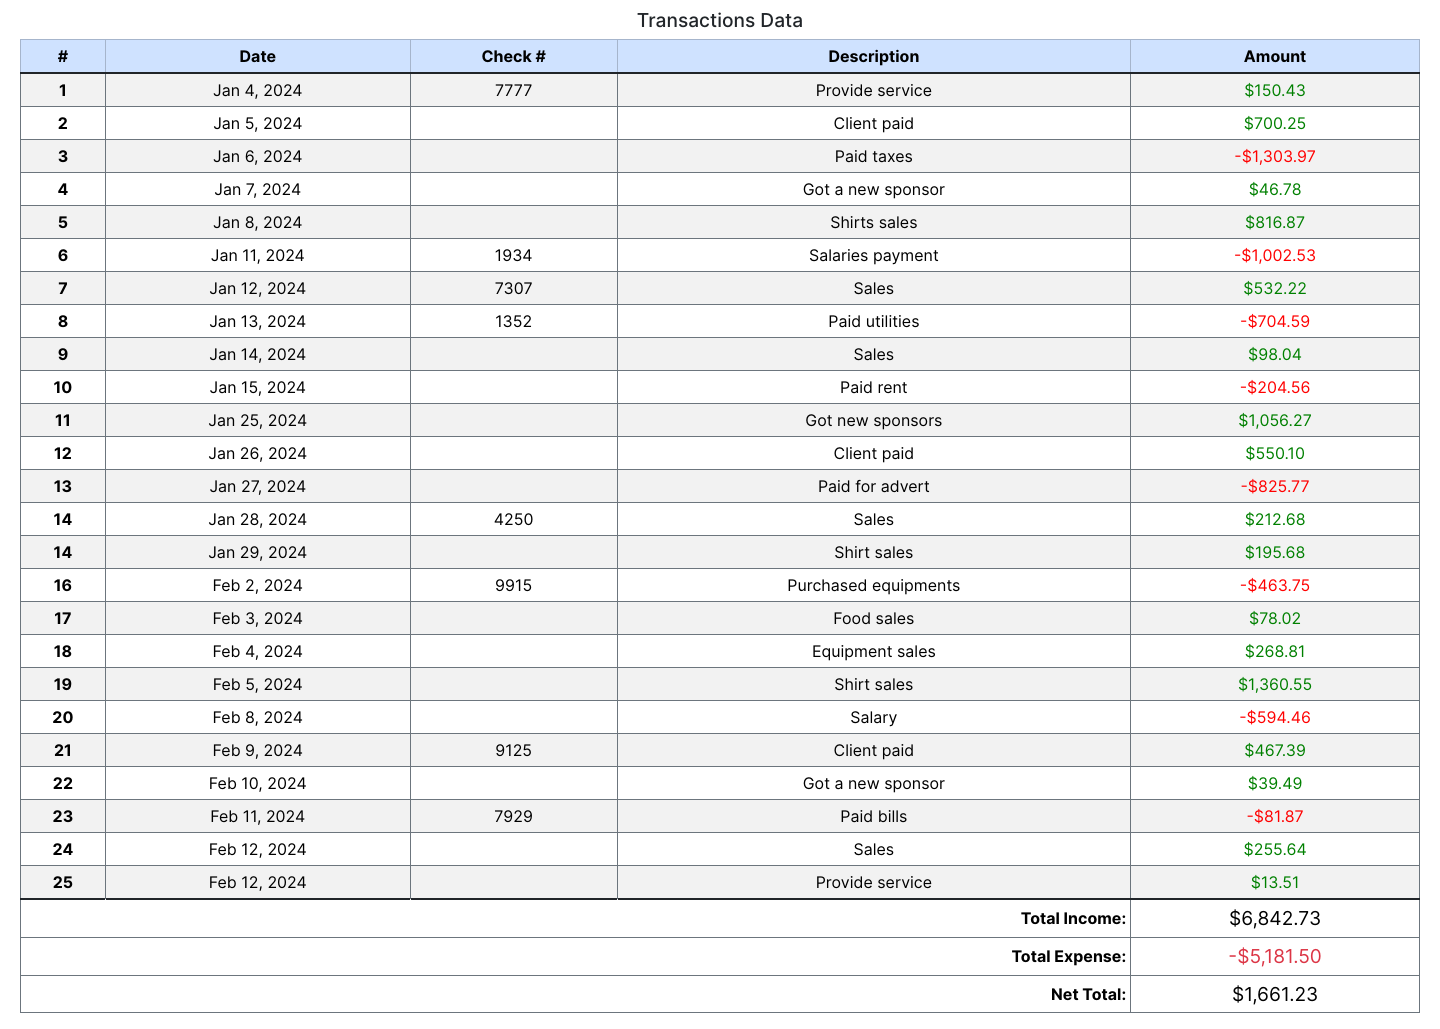 Transactions Data
# Date Check # Description Amount
1 Jan 4, 2024 7777 Provide service $150.43
2 Jan 5, 2024 Client paid $700.25
3 Jan 6, 2024 Paid taxes -$1,303.97
4 Jan 7, 2024 Got a new sponsor $46.78
5 Jan 8, 2024 Shirts sales $816.87
6 Jan 11, 2024 1934 Salaries payment -$1,002.53
7 Jan 12, 2024 7307 Sales $532.22
8 Jan 13, 2024 1352 Paid utilities -$704.59
9 Jan 14, 2024 Sales $98.04
10 Jan 15, 2024 Paid rent -$204.56
11 Jan 25, 2024 Got new sponsors $1,056.27
12 Jan 26, 2024 Client paid $550.10
13 Jan 27, 2024 Paid for advert -$825.77
14 Jan 28, 2024 4250 Sales $212.68
14 Jan 29, 2024 Shirt sales $195.68
16 Feb 2, 2024 9915 Purchased equipments -$463.75
17 Feb 3, 2024 Food sales $78.02
18 Feb 4, 2024 Equipment sales $268.81
19 Feb 5, 2024 Shirt sales $1,360.55
20 Feb 8, 2024 Salary -$594.46
21 Feb 9, 2024 9125 Client paid $467.39
22 Feb 10, 2024 Got a new sponsor $39.49
23 Feb 11, 2024 7929 Paid bills -$81.87
24 Feb 12, 2024 Sales $255.64
25 Feb 12, 2024 Provide service $13.51
Total Income: $6,842.73
Total Expense: -$5,181.50
Net Total: $1,661.23